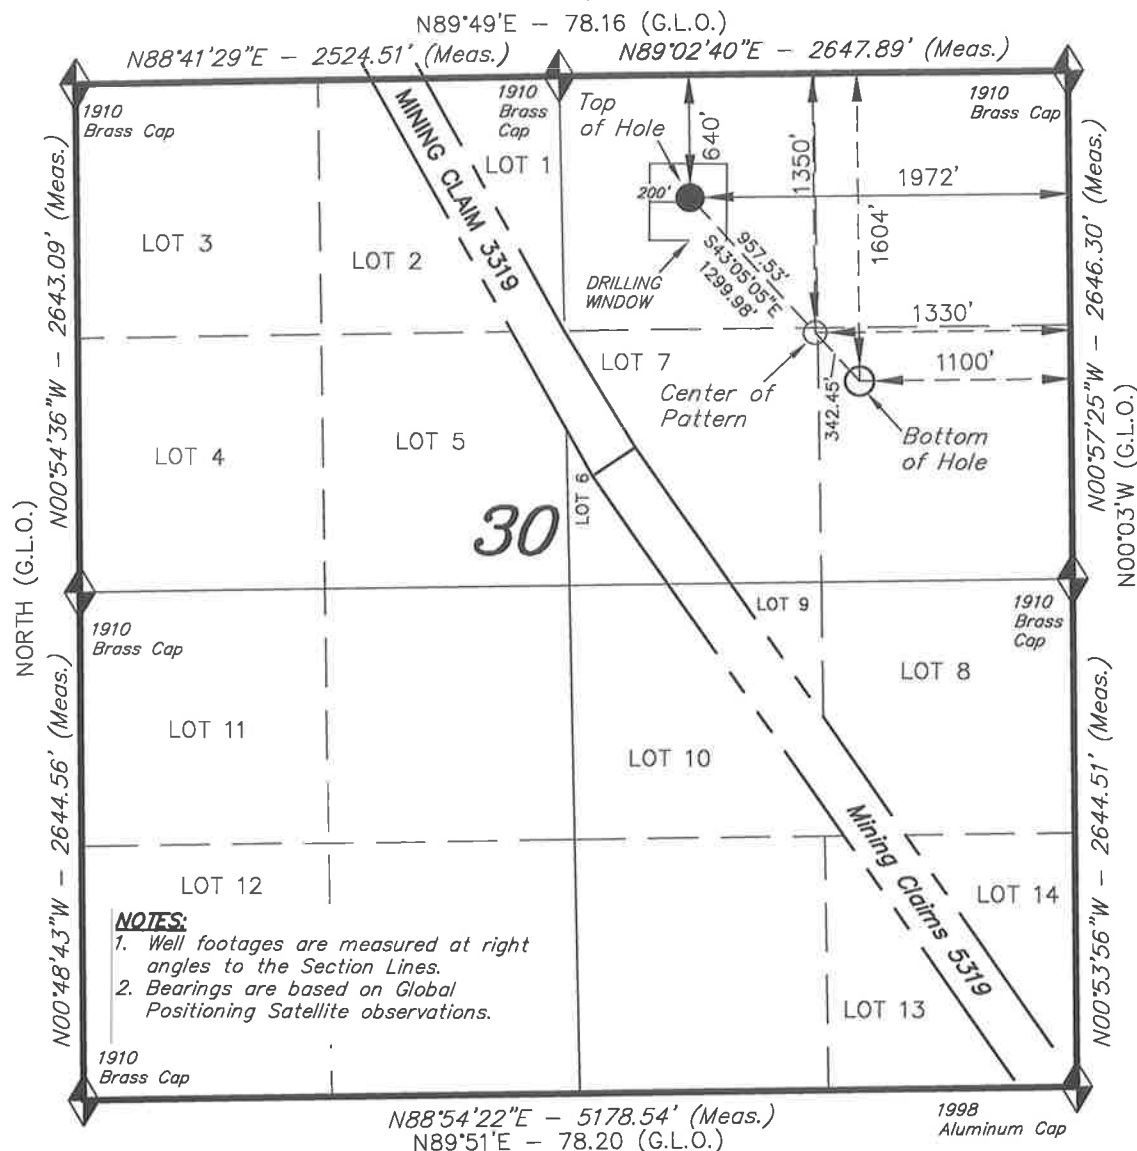 N89°49'E – 78.16 (G.L.O.)
N88°41'29"E – 2524.51' (Meas.)
N89°02'40"E – 2647.89' (Meas.)
1910
Brass Cap
1910
Brass
Cap
1910
Brass Cap
Top
of Hole
MINING CLAIM 3319
LOT 1
640'
1350'
1604'
1972'
200'
LOT 3
LOT 2
957.53'
S43°05'05"E
1299.98'
DRILLING
WINDOW
1330'
LOT 7
1100'
Center of
Pattern
342.45'
Bottom
of Hole
LOT 4
LOT 5
LOT 6
30
N00°54'36"W – 2643.09' (Meas.)
N00°57'25"W – 2646.30' (Meas.)
NORTH (G.L.O.)
N00°03'W (G.L.O.)
1910
Brass Cap
LOT 9
1910
Brass
Cap
LOT 8
LOT 11
LOT 10
N00°48'43"W – 2644.56' (Meas.)
N00°53'56"W – 2644.51' (Meas.)
Mining Claims 5319
LOT 12
LOT 14
NOTES:
1. Well footages are measured at right
angles to the Section Lines.
2. Bearings are based on Global
Positioning Satellite observations.
LOT 13
1910
Brass Cap
N88°54'22"E – 5178.54' (Meas.)
N89°51'E – 78.20 (G.L.O.)
1998
Aluminum Cap